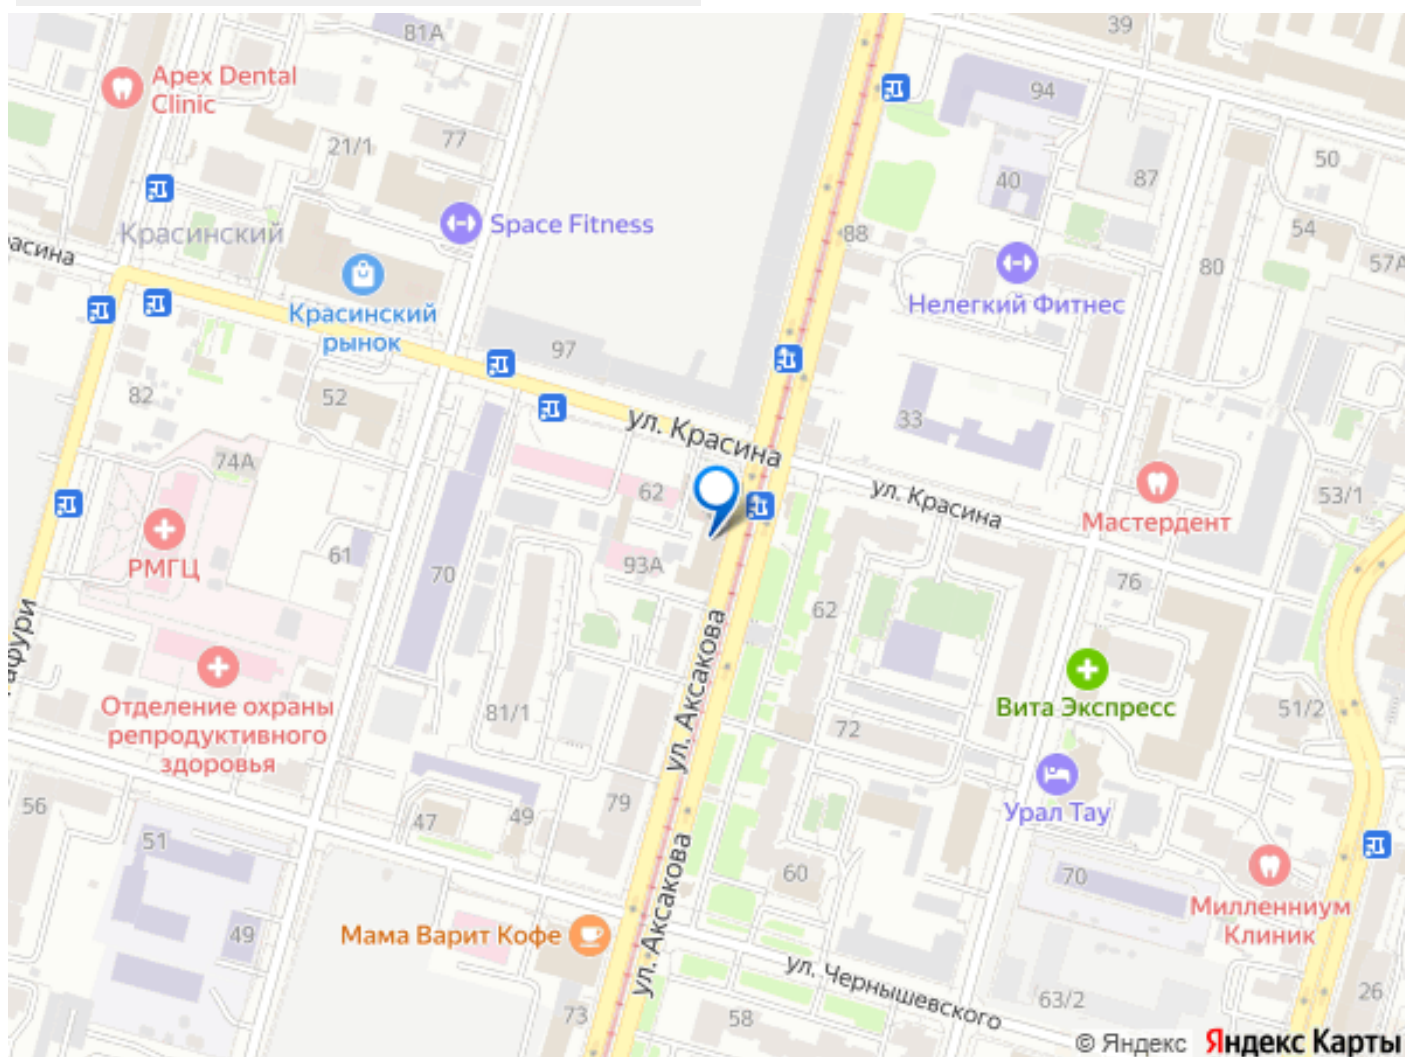 81А
39
Apex Dental
Clinic
94
21/1
77
50
40
87
Красинский
Space Fitness
88
54
асина
80
57А
Нелегкий Фитнес
Красинский
рынок
97
82
52
ул. Красина
33
74А
62
ул. Красина
53/1
Мастердент
РМГЦ
61
70
93А
76
62
афури
ул. Аксакова
Отделение охраны
репродуктивного
здоровья
81/1
72
Вита Экспресс
51/2
56
47
49
79
Урал Тау
51
60
70
ул. Аксакова
Милленниум
Клиник
49
Мама Варит Кофе
ул. Чернышевского
63/2
26
73
58
© Яндекс Яндекс Карты